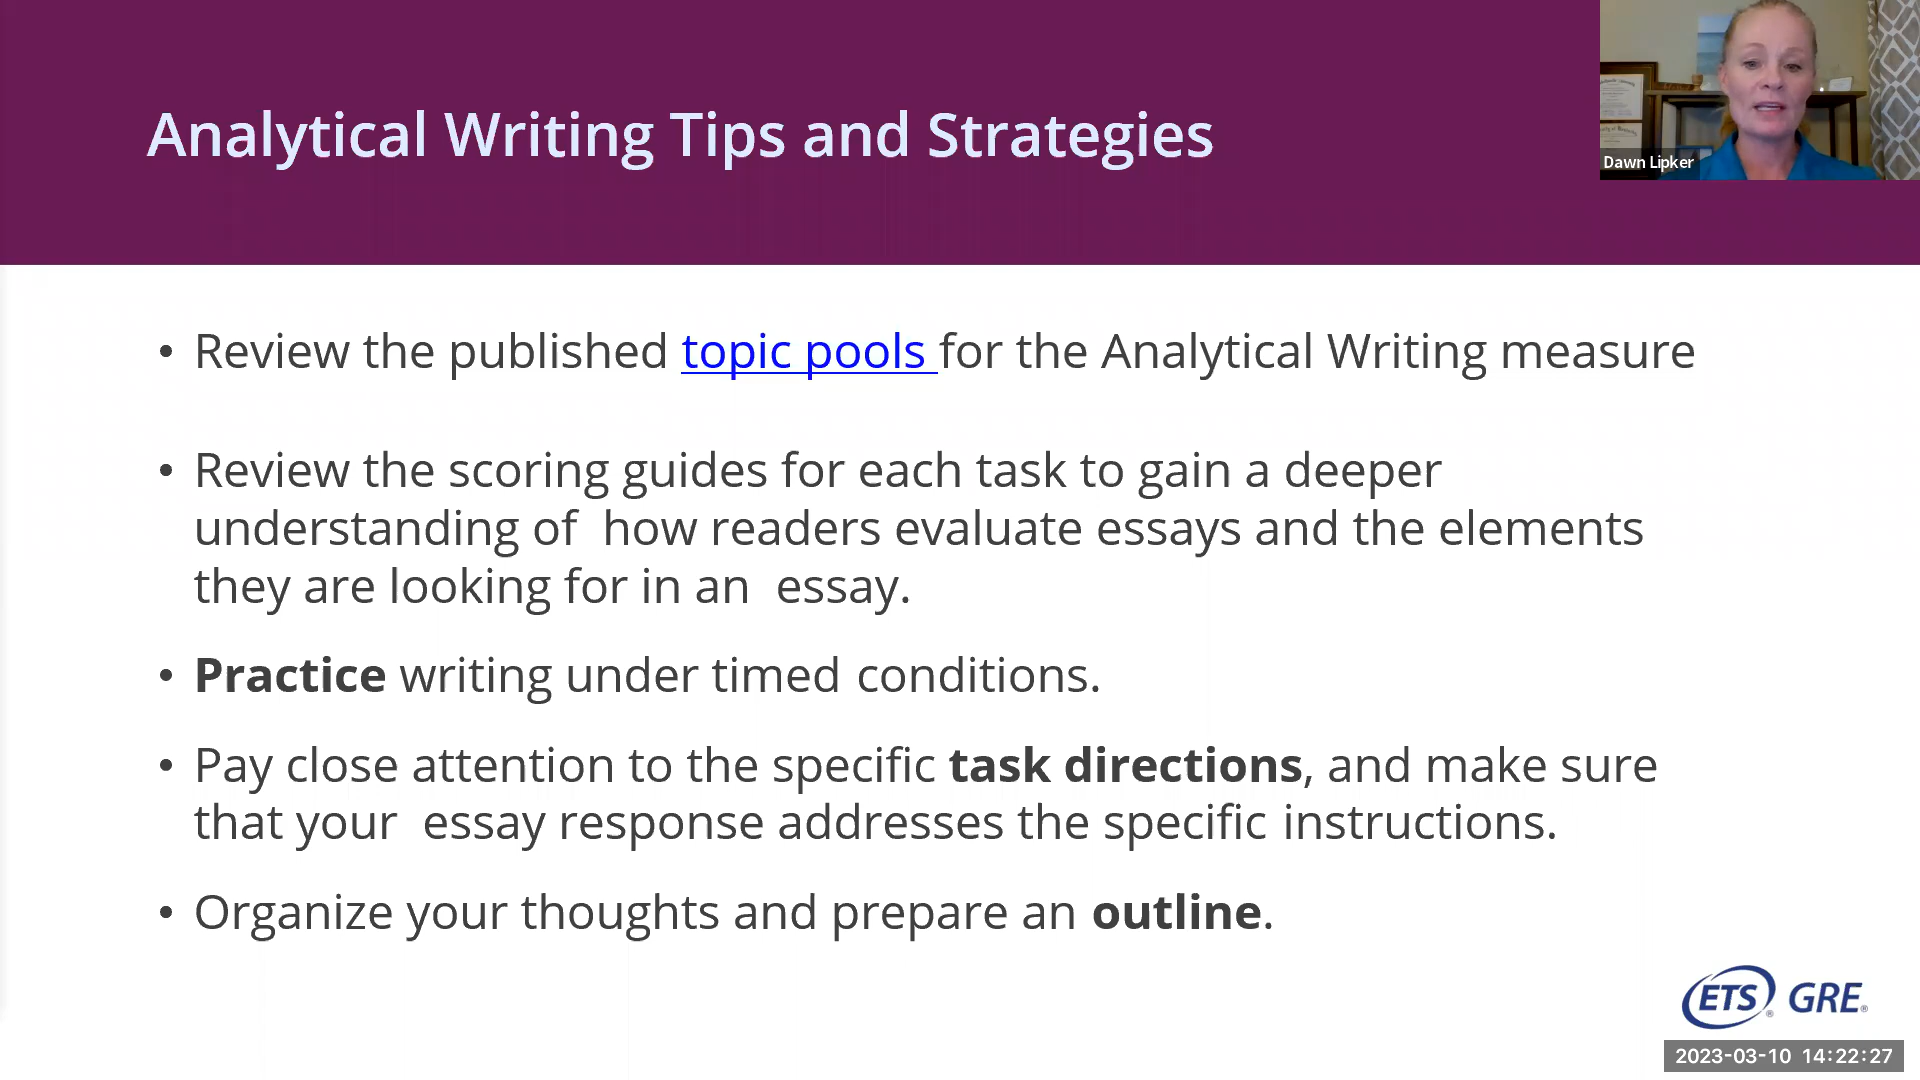 Analytical Writing Tips and Strategies
Dawn Lipker
• Review the published topic pools for the Analytical Writing measure
• Review the scoring guides for each task to gain a deeper
understanding of  how readers evaluate essays and the elements
they are looking for in an  essay.
• Practice writing under timed conditions.
• Pay close attention to the specific task directions, and make sure
that your  essay response addresses the specific instructions.
• Organize your thoughts and prepare an outline.
ETS® GRE®
2023-03-10 14:22:27